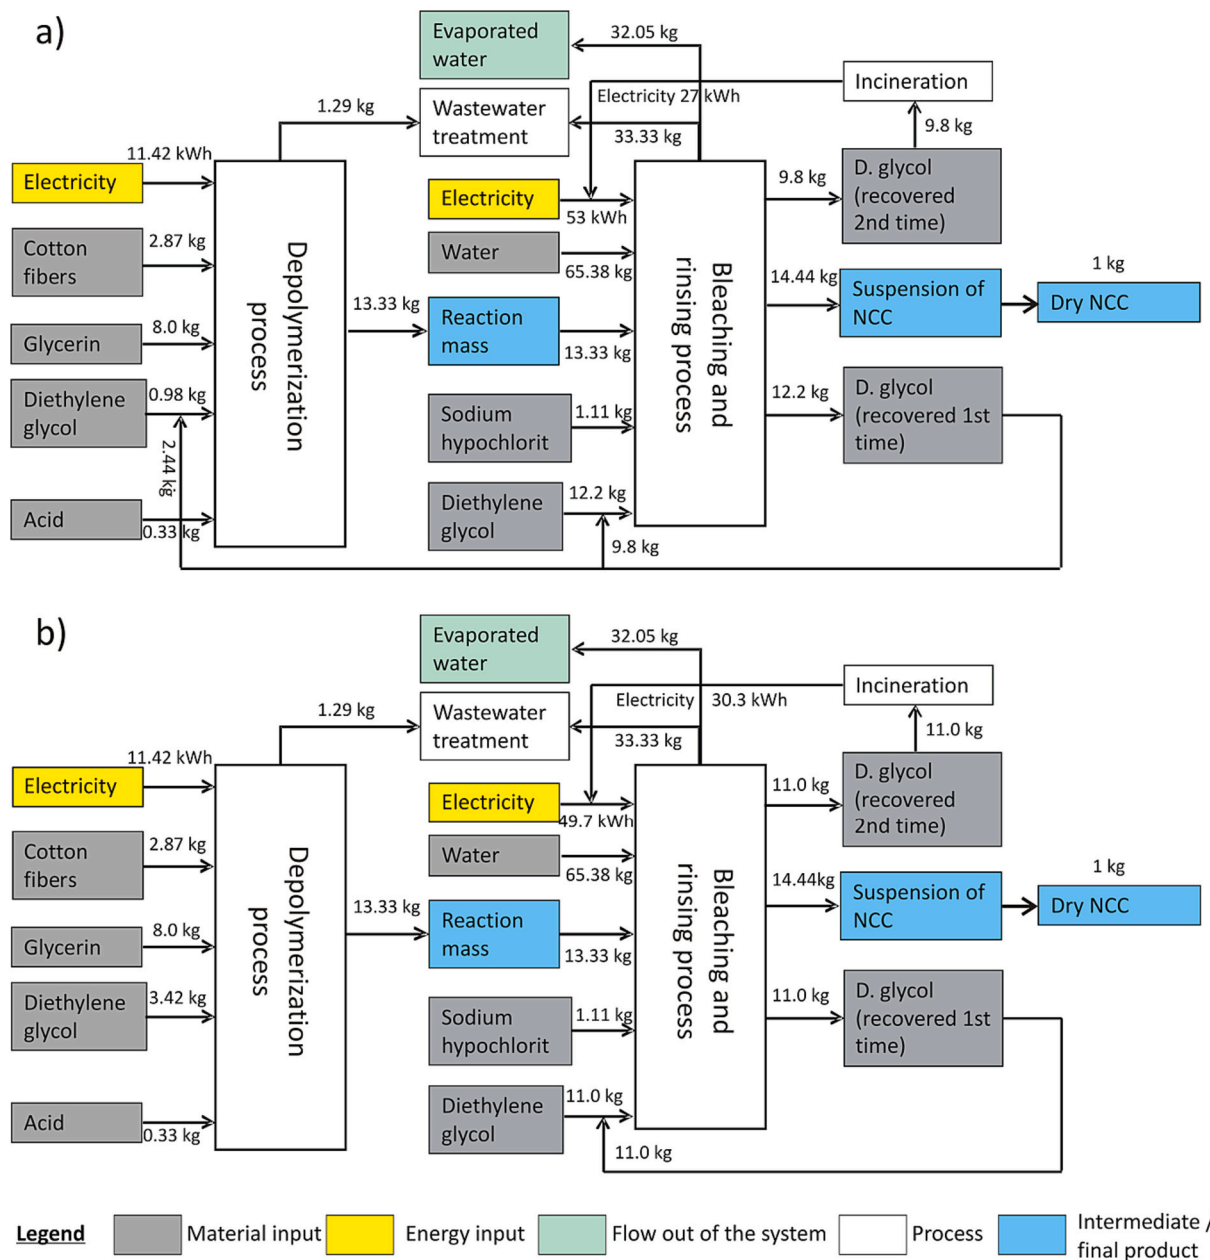 a)
Evaporated
water
32.05 kg
Incineration
Electricity 27 kWh
1.29 kg
Wastewater
treatment
33.33 kg
9.8 kg
11.42 kWh
Electricity
Electricity
53 kWh
9.8 kg
D. glycol
(recovered
2nd time)
Cotton
fibers
2.87 kg
Water
65.38 kg
Depolymerization
process
Bleaching and
rinsing process
13.33 kg
Reaction
mass
13.33 kg
14.44 kg
Suspension of
NCC
1 kg
Dry NCC
Glycerin
8.0 kg
Diethylene
glycol
0.98 kg
2.44 kg
Sodium
hypochlorit
1.11 kg
12.2 kg
D. glycol
(recovered 1st
time)
Acid
0.33 kg
Diethylene
glycol
12.2 kg
9.8 kg
b)
Evaporated
water
32.05 kg
Incineration
Electricity
30.3 kWh
1.29 kg
Wastewater
treatment
33.33 kg
11.0 kg
11.42 kWh
Electricity
Electricity
49.7 kWh
11.0 kg
D. glycol
(recovered
2nd time)
Cotton
fibers
2.87 kg
Water
65.38 kg
Depolymerization
process
Bleaching and
rinsing process
13.33 kg
Reaction
mass
13.33 kg
14.44kg
Suspension of
NCC
1 kg
Dry NCC
Glycerin
8.0 kg
Diethylene
glycol
3.42 kg
Sodium
hypochlorit
1.11 kg
11.0 kg
D. glycol
(recovered 1st
time)
Acid
0.33 kg
Diethylene
glycol
11.0 kg
11.0 kg
Legend
Material input
Energy input
Flow out of the system
Process
Intermediate /
final product